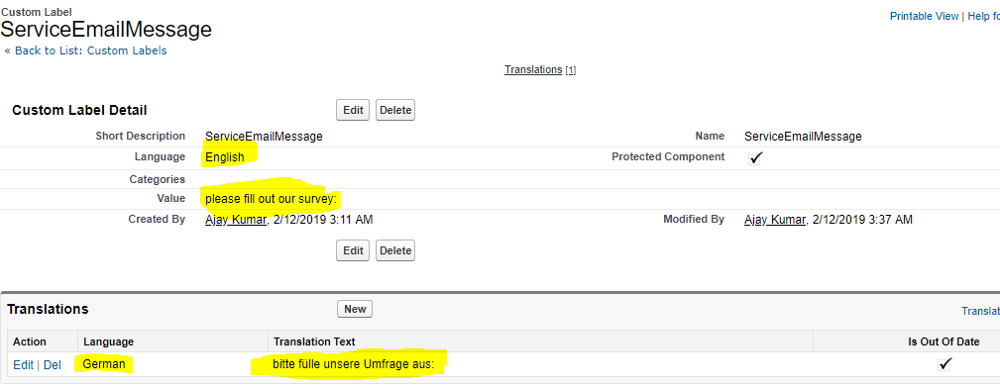 Custom Label
ServiceEmailMessage
Printable View | Help fo
« Back to List: Custom Labels
Translations [1]
Custom Label Detail Edit Delete
Short Description ServiceEmailMessage Name ServiceEmailMessage
Language English Protected Component
Categories
Value please fill out our survey:
Created By Ajay Kumar, 2/12/2019 3:11 AM Modified By Ajay Kumar, 2/12/2019 3:37 AM
Edit Delete
Translations New Translat
Action Language Translation Text Is Out Of Date
Edit | Del German bitte fülle unsere Umfrage aus: